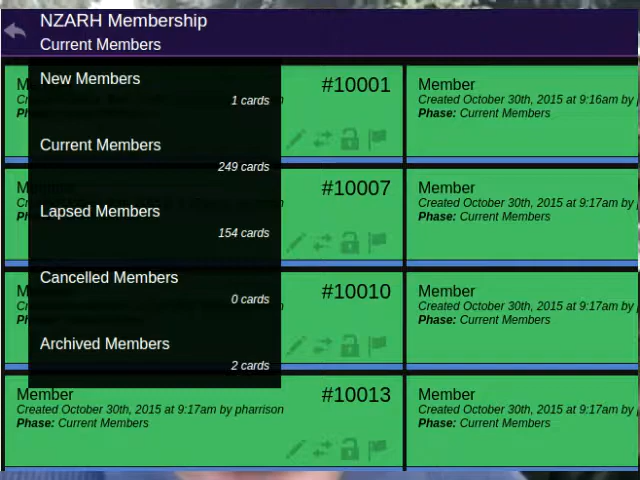 NZARH Membership
Current Members
New Members
1 cards
Current Members
249 cards
Lapsed Members
154 cards
Cancelled Members
0 cards
Archived Members
2 cards
#10001
#10007
#10010
Member #10013
Created October 30th, 2015 at 9:17am by pharrison
Phase: Current Members
Member
Created October 30th, 2015 at 9:16am by
Phase: Current Members
Member
Created October 30th, 2015 at 9:17am by
Phase: Current Members
Member
Created October 30th, 2015 at 9:17am by
Phase: Current Members
Member
Created October 30th, 2015 at 9:17am by
Phase: Current Members